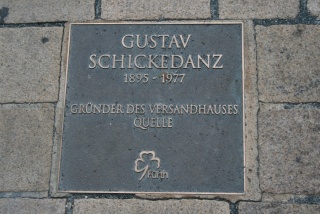 GUSTAV
SCHICKEDANZ
1895 - 1977
GRÜNDER DES VERSANDHAUSES
QUELLE
Fürth